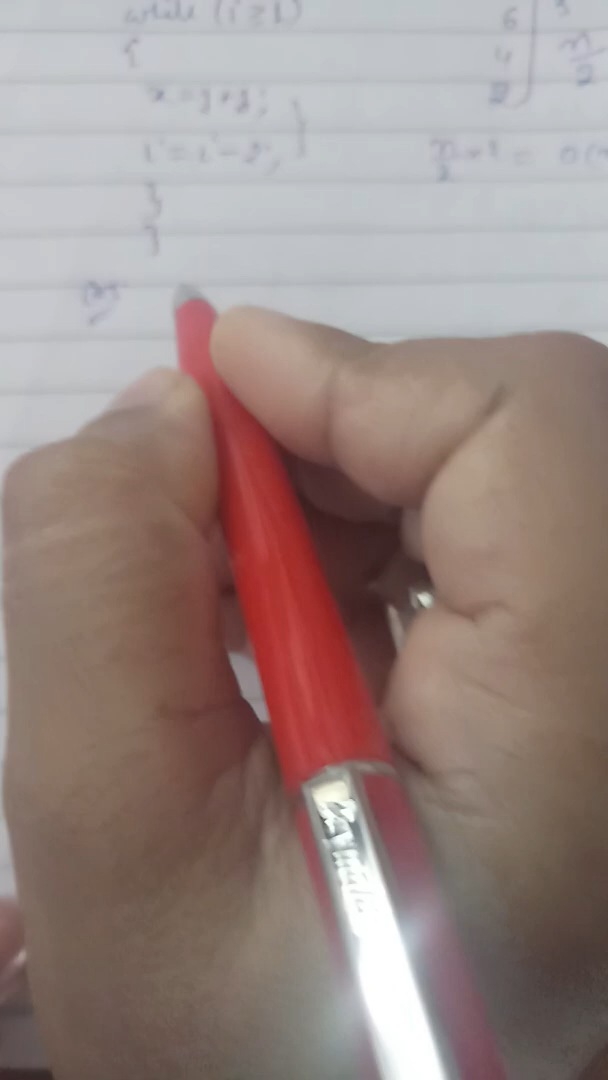 while (i ≥ 1)
{
x = y + z;
i = i - 2;
}
}
6
4
2
n/2
n/2 + 1 = O(n